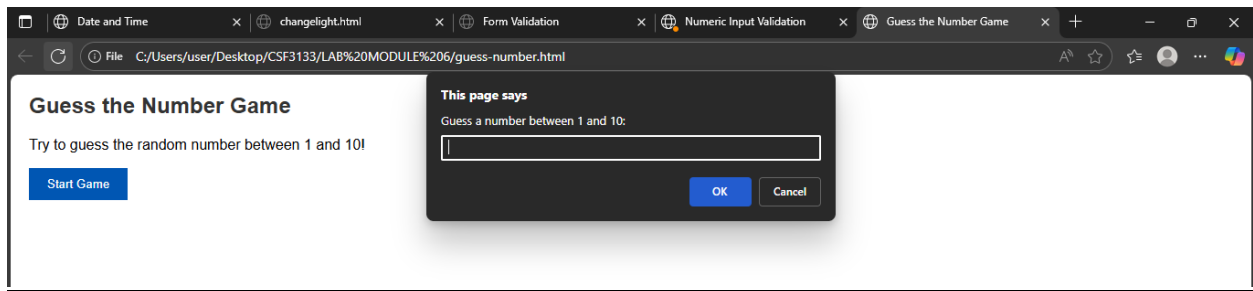 Date and Time
changelight.html
Form Validation
Numeric Input Validation
Guess the Number Game
File C:/Users/user/Desktop/CSF3133/LAB%20MODULE%206/guess-number.html
Guess the Number Game
Try to guess the random number between 1 and 10!
Start Game
This page says
Guess a number between 1 and 10:
OK
Cancel